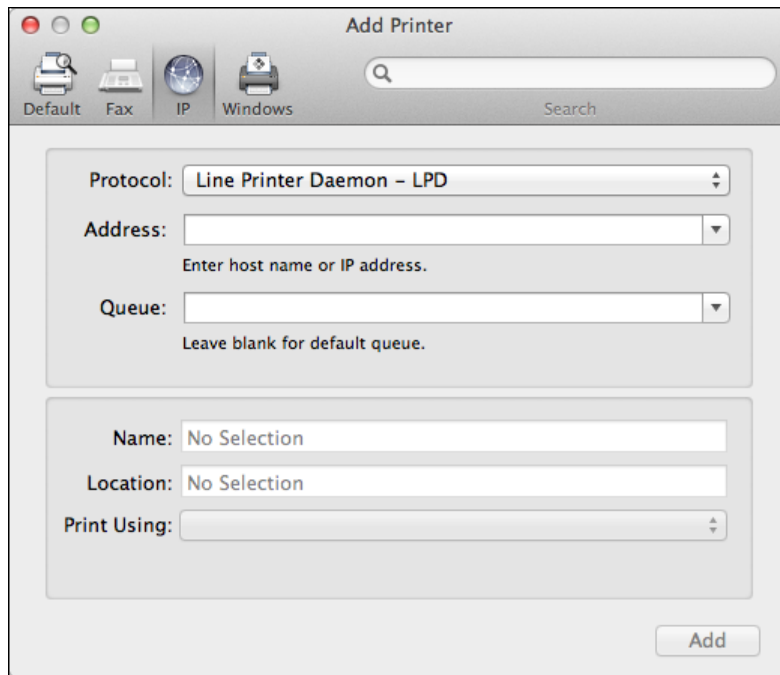 Add Printer
Default Fax IP Windows
Search
Protocol: Line Printer Daemon – LPD
Address:
Enter host name or IP address.
Queue:
Leave blank for default queue.
Name: No Selection
Location: No Selection
Print Using:
Add